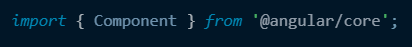 import { Component } from '@angular/core';